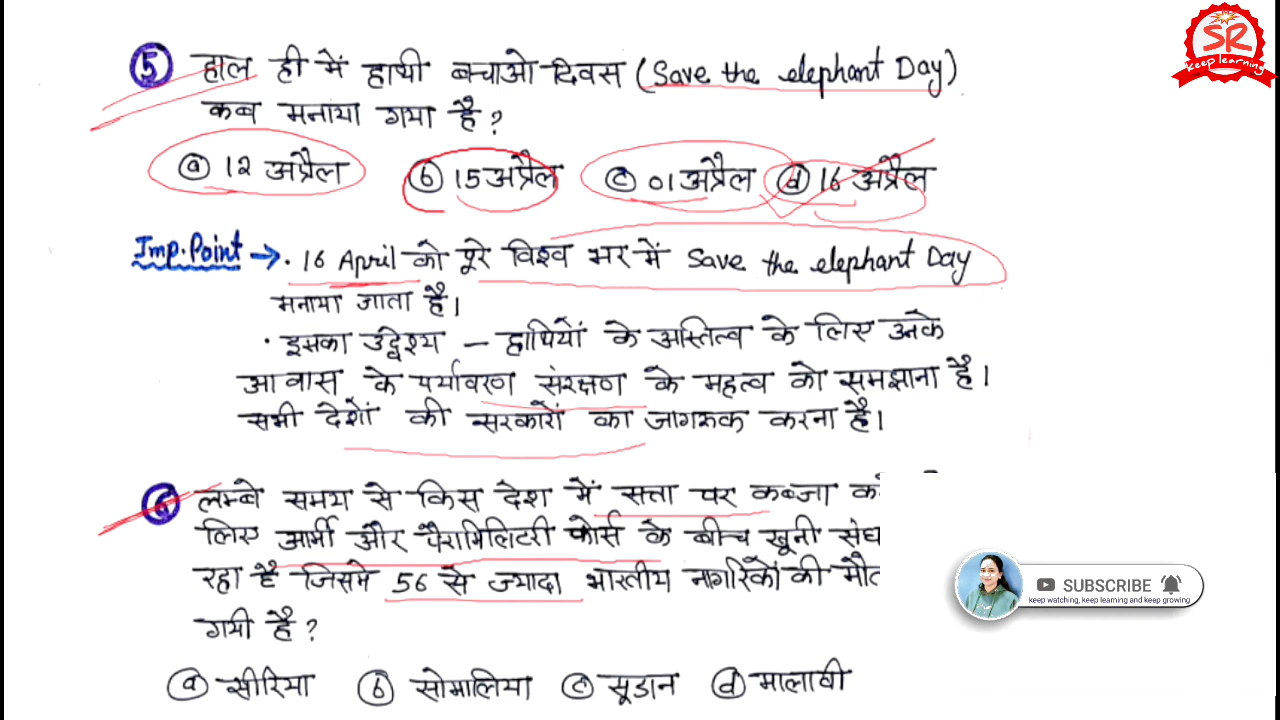 SR
keep learning
5 हाल ही में हाथी बचाओ दिवस (Save the elephant Day)
कब मनाया गया है?
a 12 अप्रैल b 15 अप्रैल c 01 अप्रैल d 16 अप्रैल
Imp. Point → • 16 April को पूरे विश्व भर में Save the elephant Day
मनाया जाता है।
• इसका उद्देश्य – हाथियों के अस्तित्व के लिए उनके
आवास के पर्यावरण संरक्षण के महत्व को समझाना है।
सभी देशों की सरकारों का जागरूक करना है।
6 लम्बे समय से किस देश में सत्ता पर कब्जा
लिए आर्मी और पैरामिलिटरी फोर्स के बीच खूनी
रहा है जिसमे 56 से ज्यादा भारतीय नागरिकों की
गयी है?
a सीरिया b सोमालिया c सूडान d मालावी
SUBSCRIBE
keep watching, keep learning and keep growing